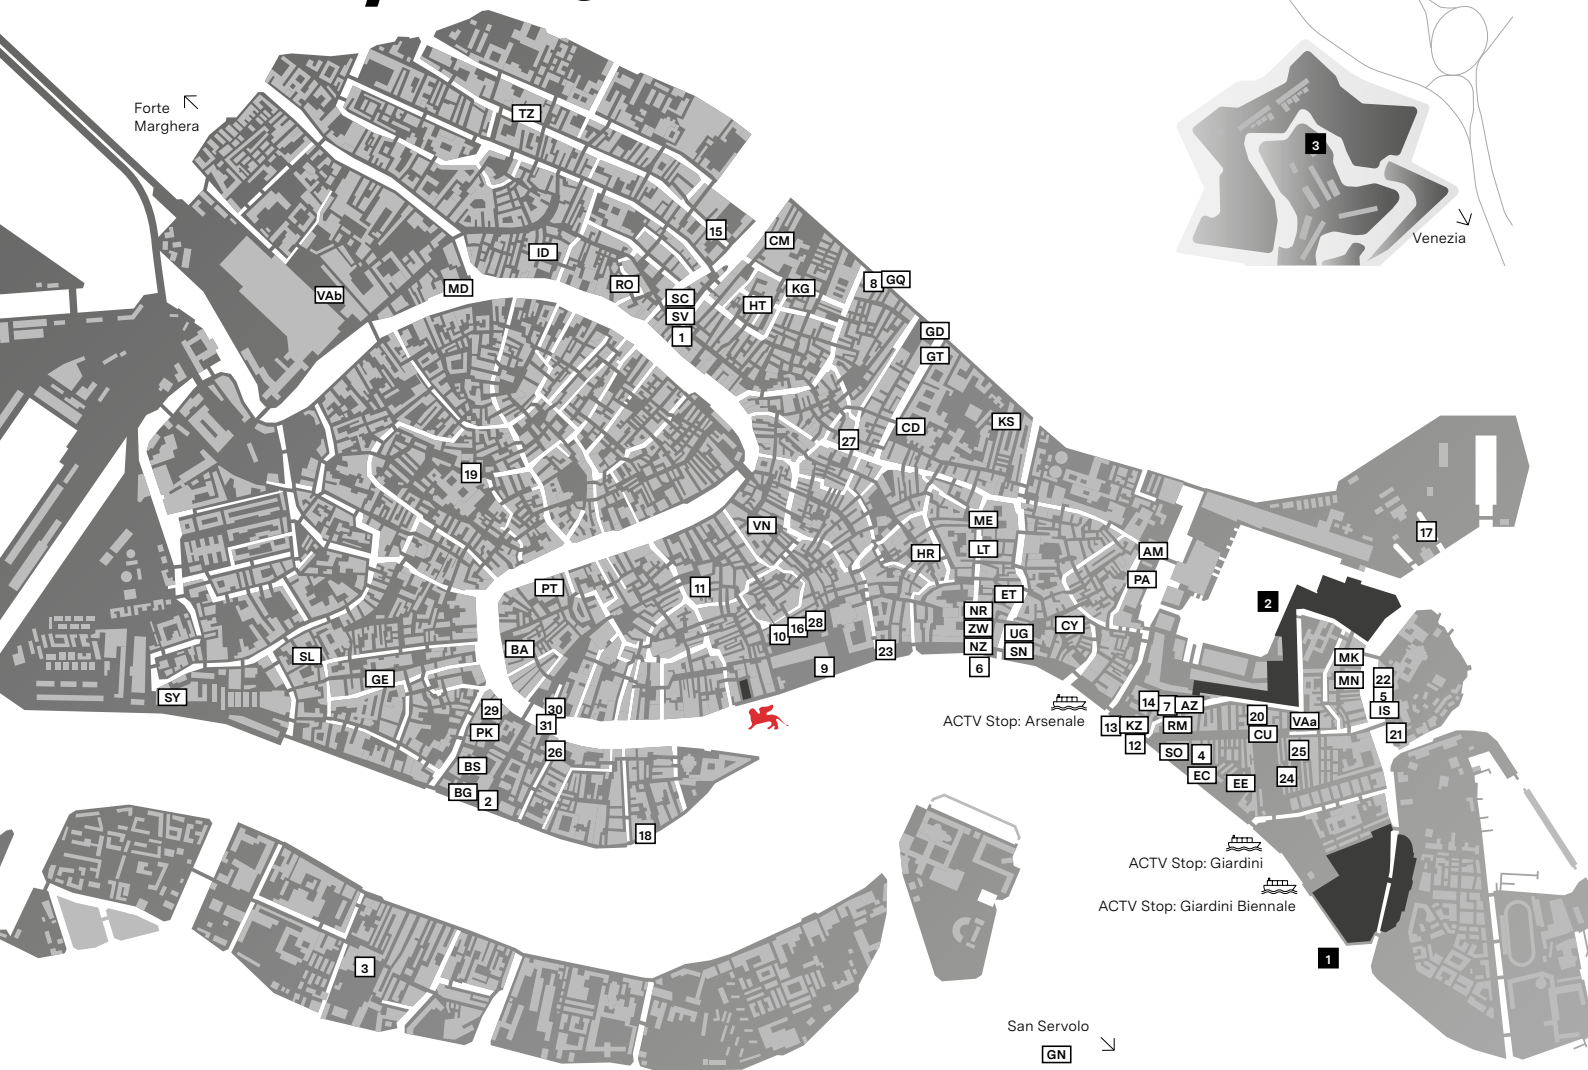 Forte
Marghera
TZ
3
Venezia
15
CM
ID
RO
KG
8
GQ
VAb
MD
SC
HT
SV
1
GD
GT
CD
KS
27
19
VN
ME
17
HR
LT
AM
PT
11
PA
ET
2
NR
28
16
10
ZW
UG
CY
BA
NZ
SN
23
SL
9
6
MK
GE
MN
22
SY
5
29
30
14
7
AZ
IS
31
ACTV Stop: Arsenale
13
KZ
RM
20
VAa
PK
CU
21
26
12
SO
4
25
BS
EC
EE
24
BG
2
18
ACTV Stop: Giardini
ACTV Stop: Giardini Biennale
3
1
San Servolo
GN